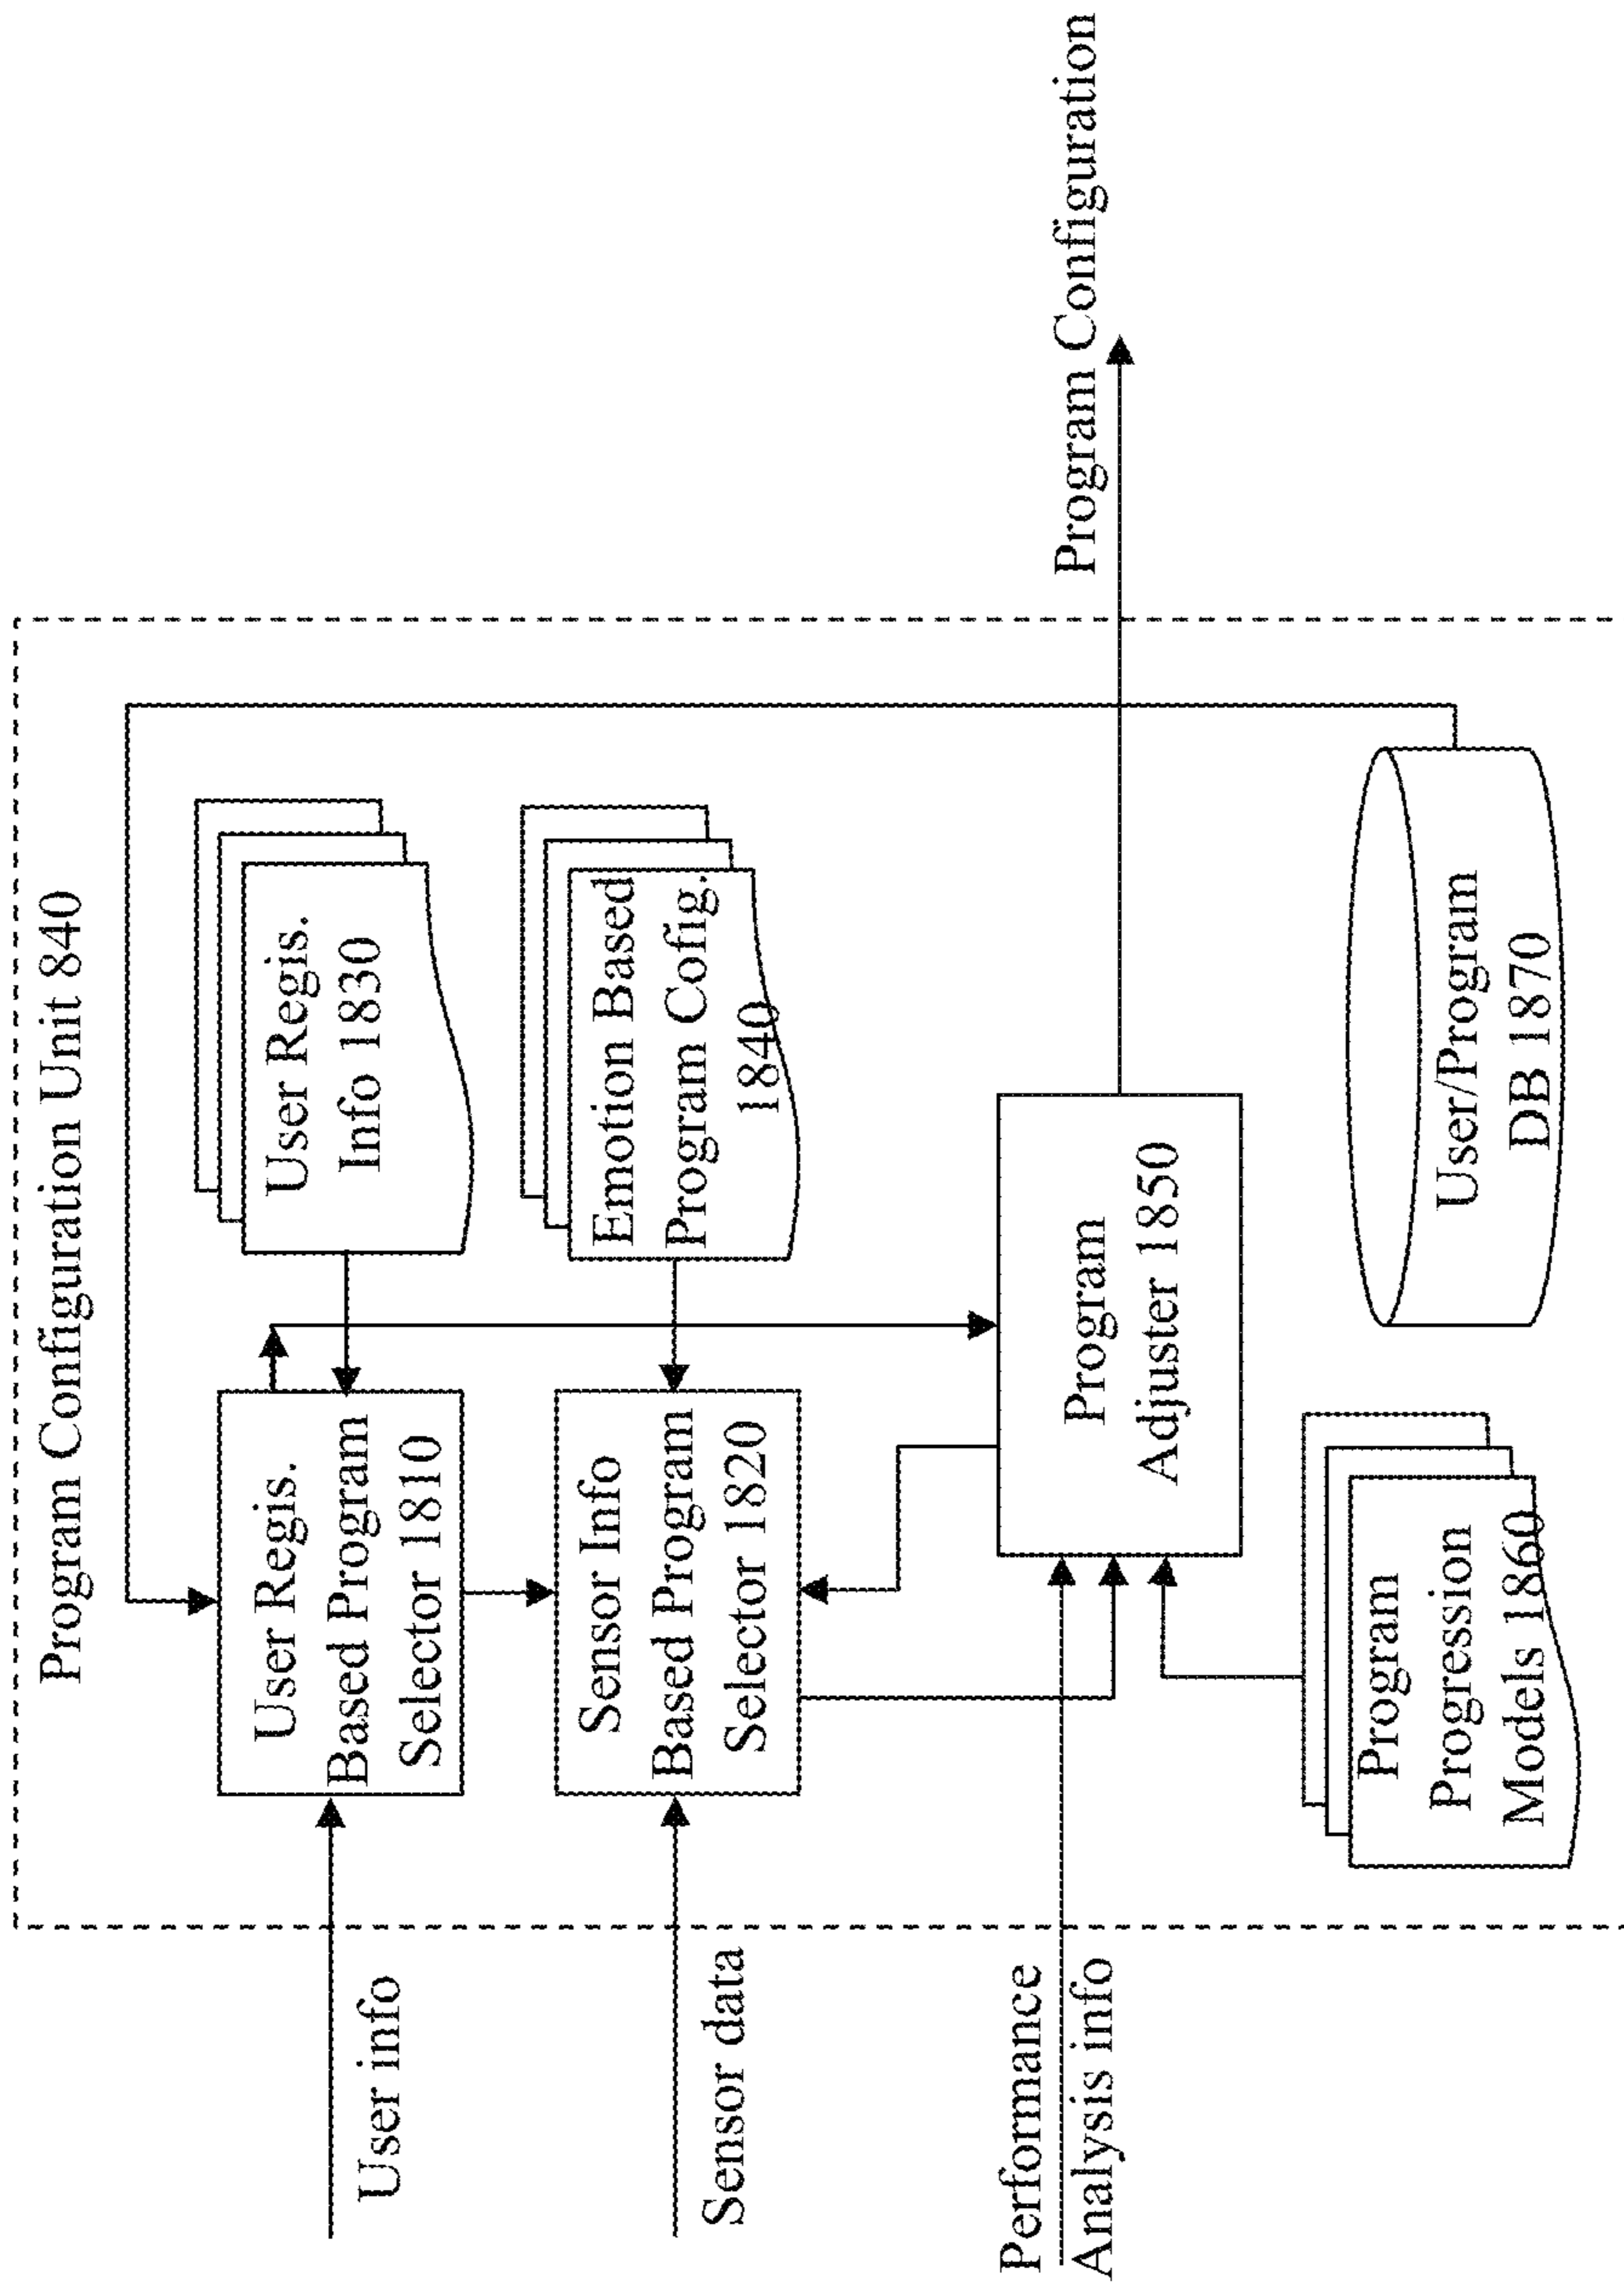 Program Configuration Unit 840
User info
User Regis.
Based Program
Selector 1810
User Regis.
Info 1830
Sensor data
Sensor Info
Based Program
Selector 1820
Emotion Based
Program Cofig.
1840
Performance
Analysis info
Program
Adjuster 1850
Program Configuration
Program
Progression
Models 1860
User/Program
DB 1870